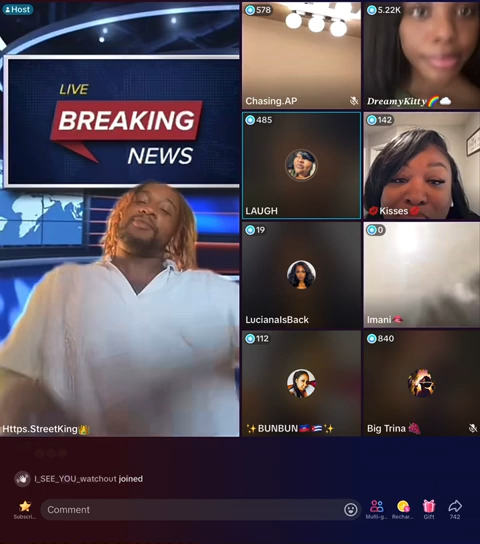 Host
LIVE
BREAKING
NEWS
Https.StreetKing
578
Chasing.AP
5.22K
DreamyKitty
485
LAUGH
142
Kisses
19
LucianaIsBack
0
Imani
112
BUNBUN
840
Big Trina
I_SEE_YOU_watchout joined
Subscri...
Comment
Multi-g...
Rechar...
Gift
742